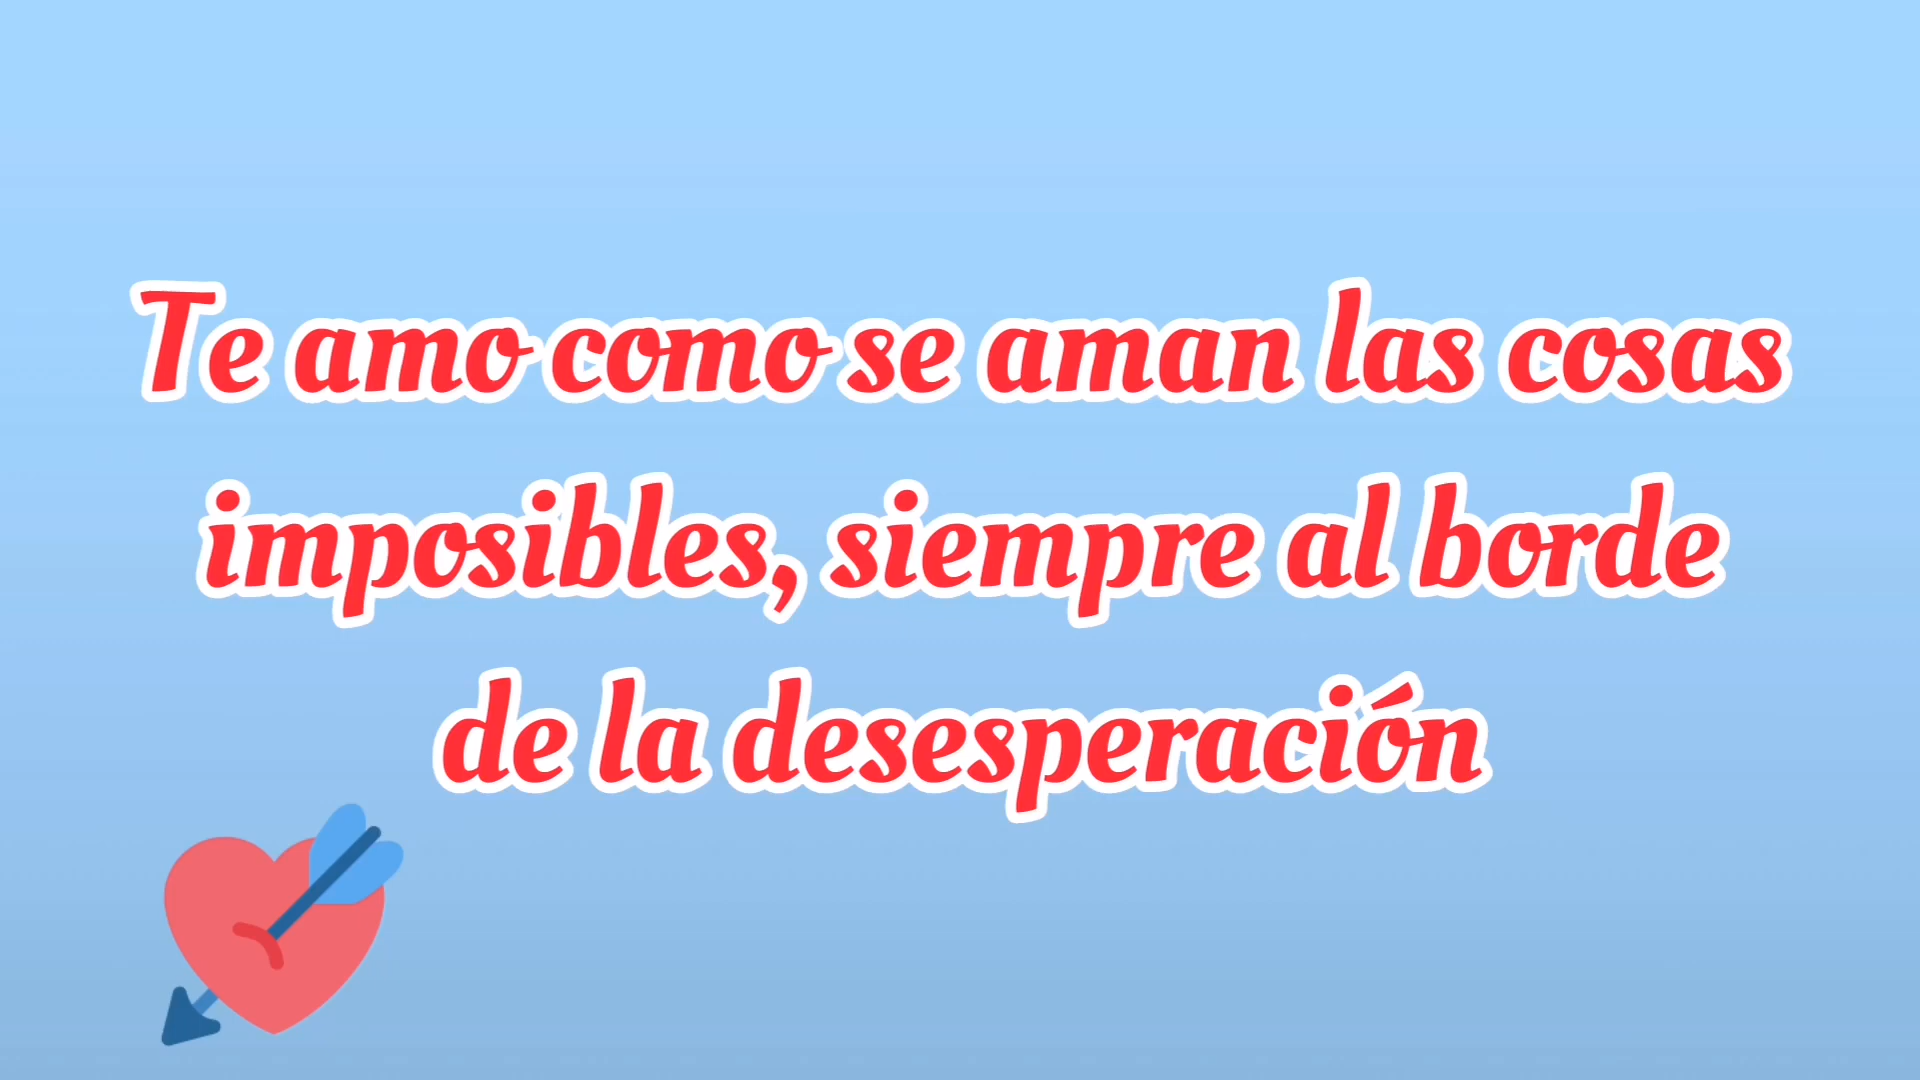 Te amo como se aman las cosas
imposibles, siempre al borde
de la desesperación